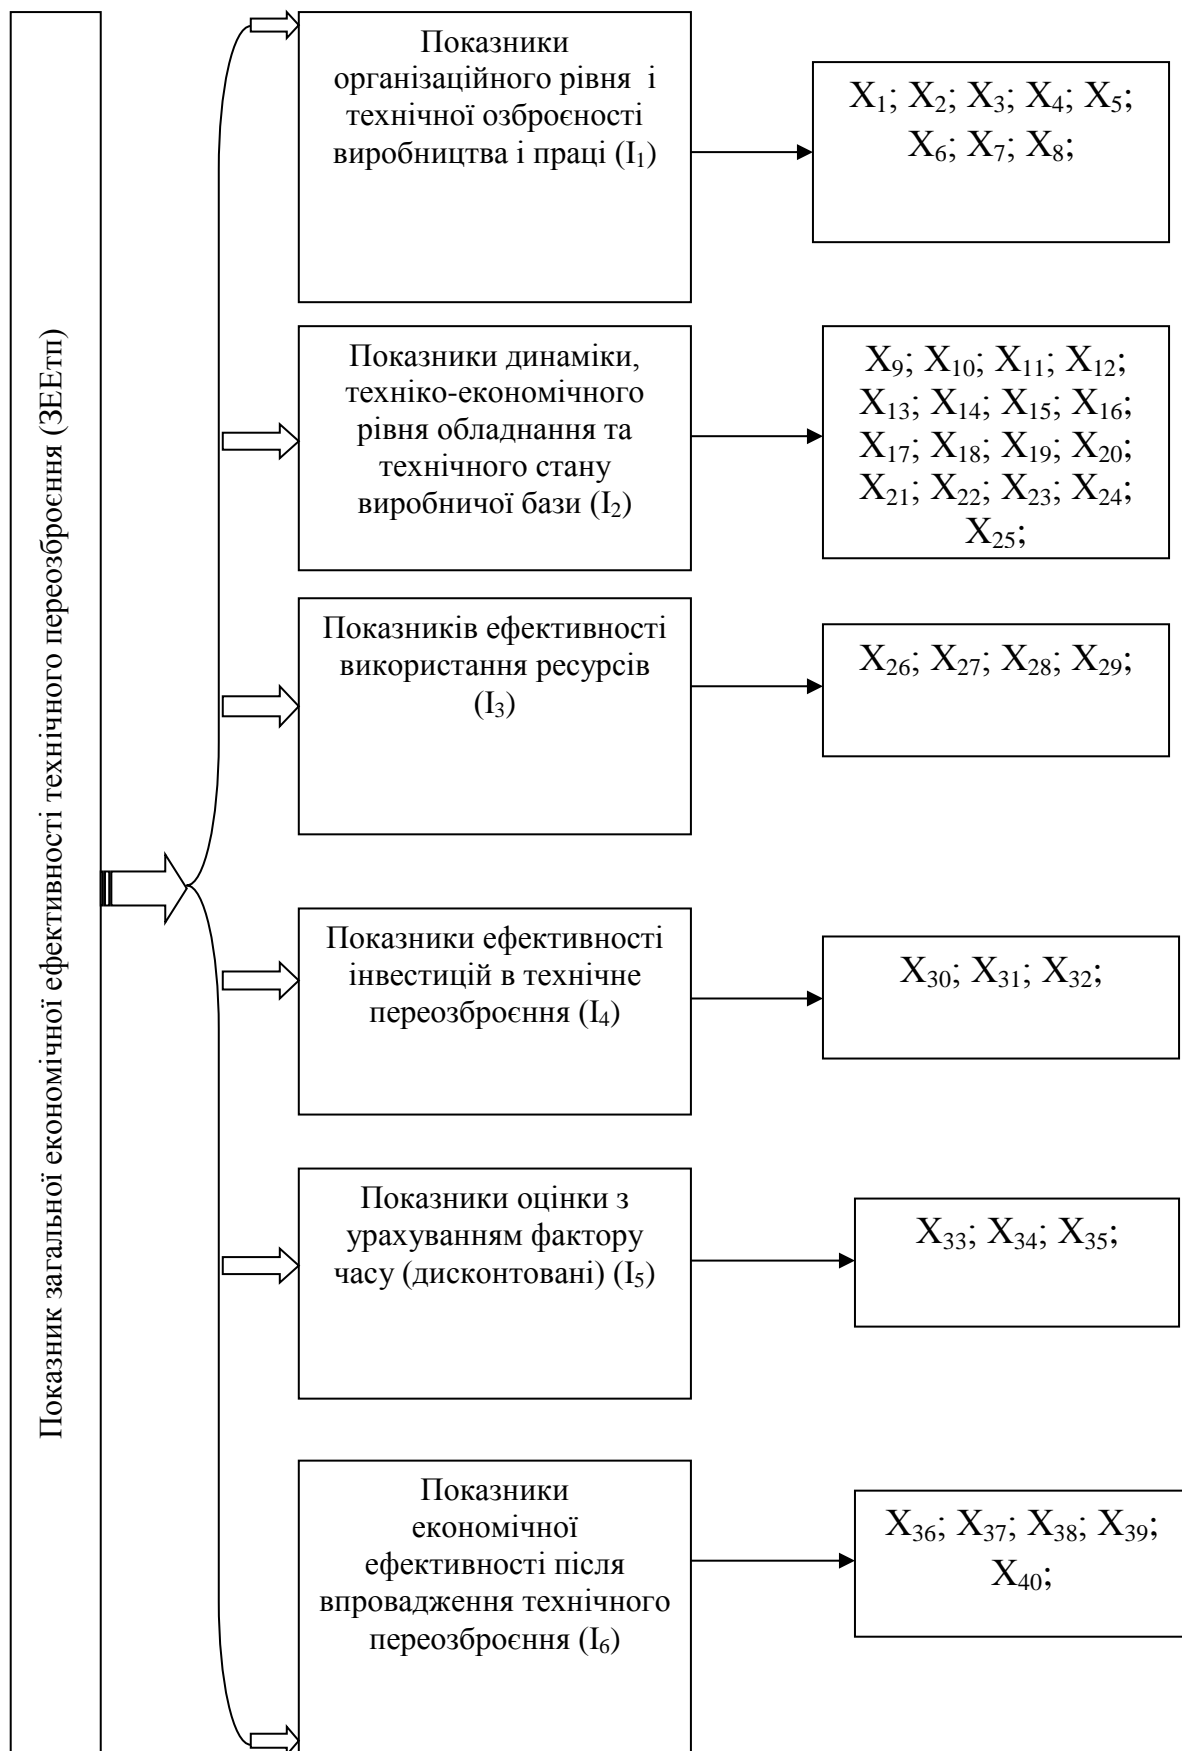 Показник загальної економічної ефективності технічного переозброєння (ЗЕЕтп)
Показники
організаційного рівня і
технічної озброєності
виробництва і праці (I₁)
X₁; X₂; X₃; X₄; X₅;
X₆; X₇; X₈;
Показники динаміки,
техніко-економічного
рівня обладнання та
технічного стану
виробничої бази (I₂)
X₉; X₁₀; X₁₁; X₁₂;
X₁₃; X₁₄; X₁₅; X₁₆;
X₁₇; X₁₈; X₁₉; X₂₀;
X₂₁; X₂₂; X₂₃; X₂₄;
X₂₅;
Показників ефективності
використання ресурсів
(I₃)
X₂₆; X₂₇; X₂₈; X₂₉;
Показники ефективності
інвестицій в технічне
переозброєння (I₄)
X₃₀; X₃₁; X₃₂;
Показники оцінки з
урахуванням фактору
часу (дисконтовані) (I₅)
X₃₃; X₃₄; X₃₅;
Показники
економічної
ефективності після
впровадження технічного
переозброєння (I₆)
X₃₆; X₃₇; X₃₈; X₃₉;
X₄₀;